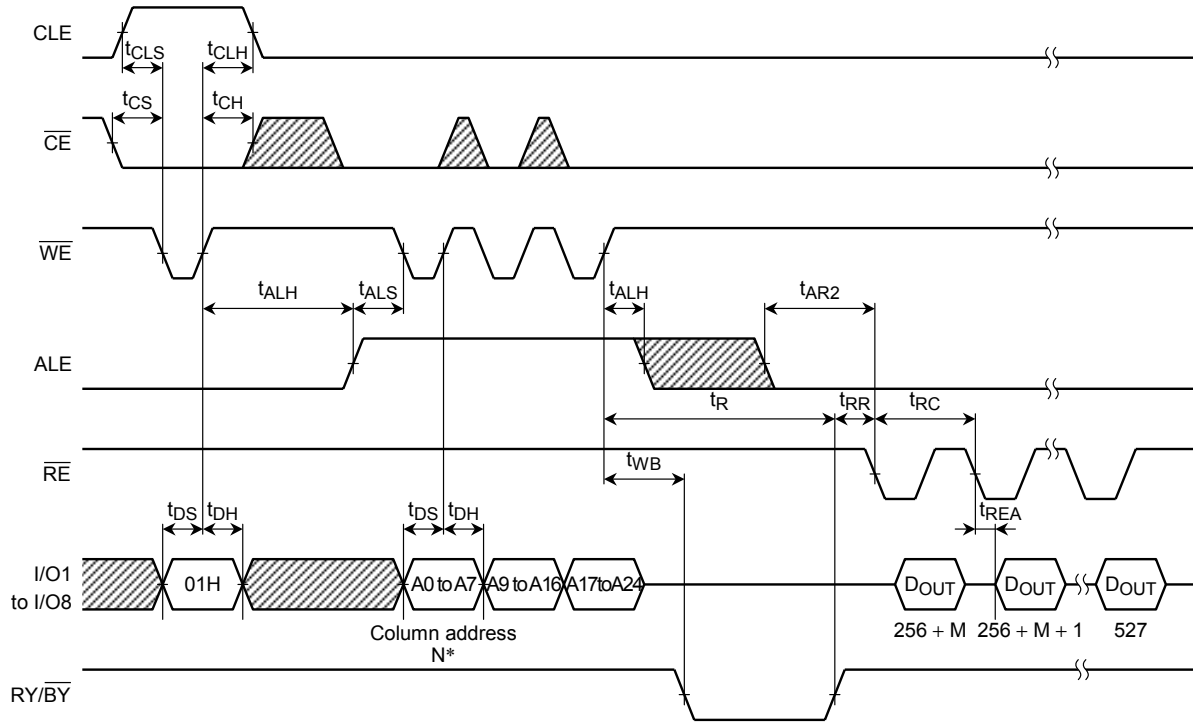 CLE
tCLS
tCLH
tCS
tCH
CE
WE
tALH
tALS
tALH
tAR2
ALE
tR
tRR
tRC
RE
tWB
tDS
tDH
tDS
tDH
tREA
I/O1
to I/O8
01H
A0 to A7
A9 to A16
A17 to A24
DOUT
DOUT
DOUT
Column address
N*
256 + M
256 + M + 1
527
RY/BY